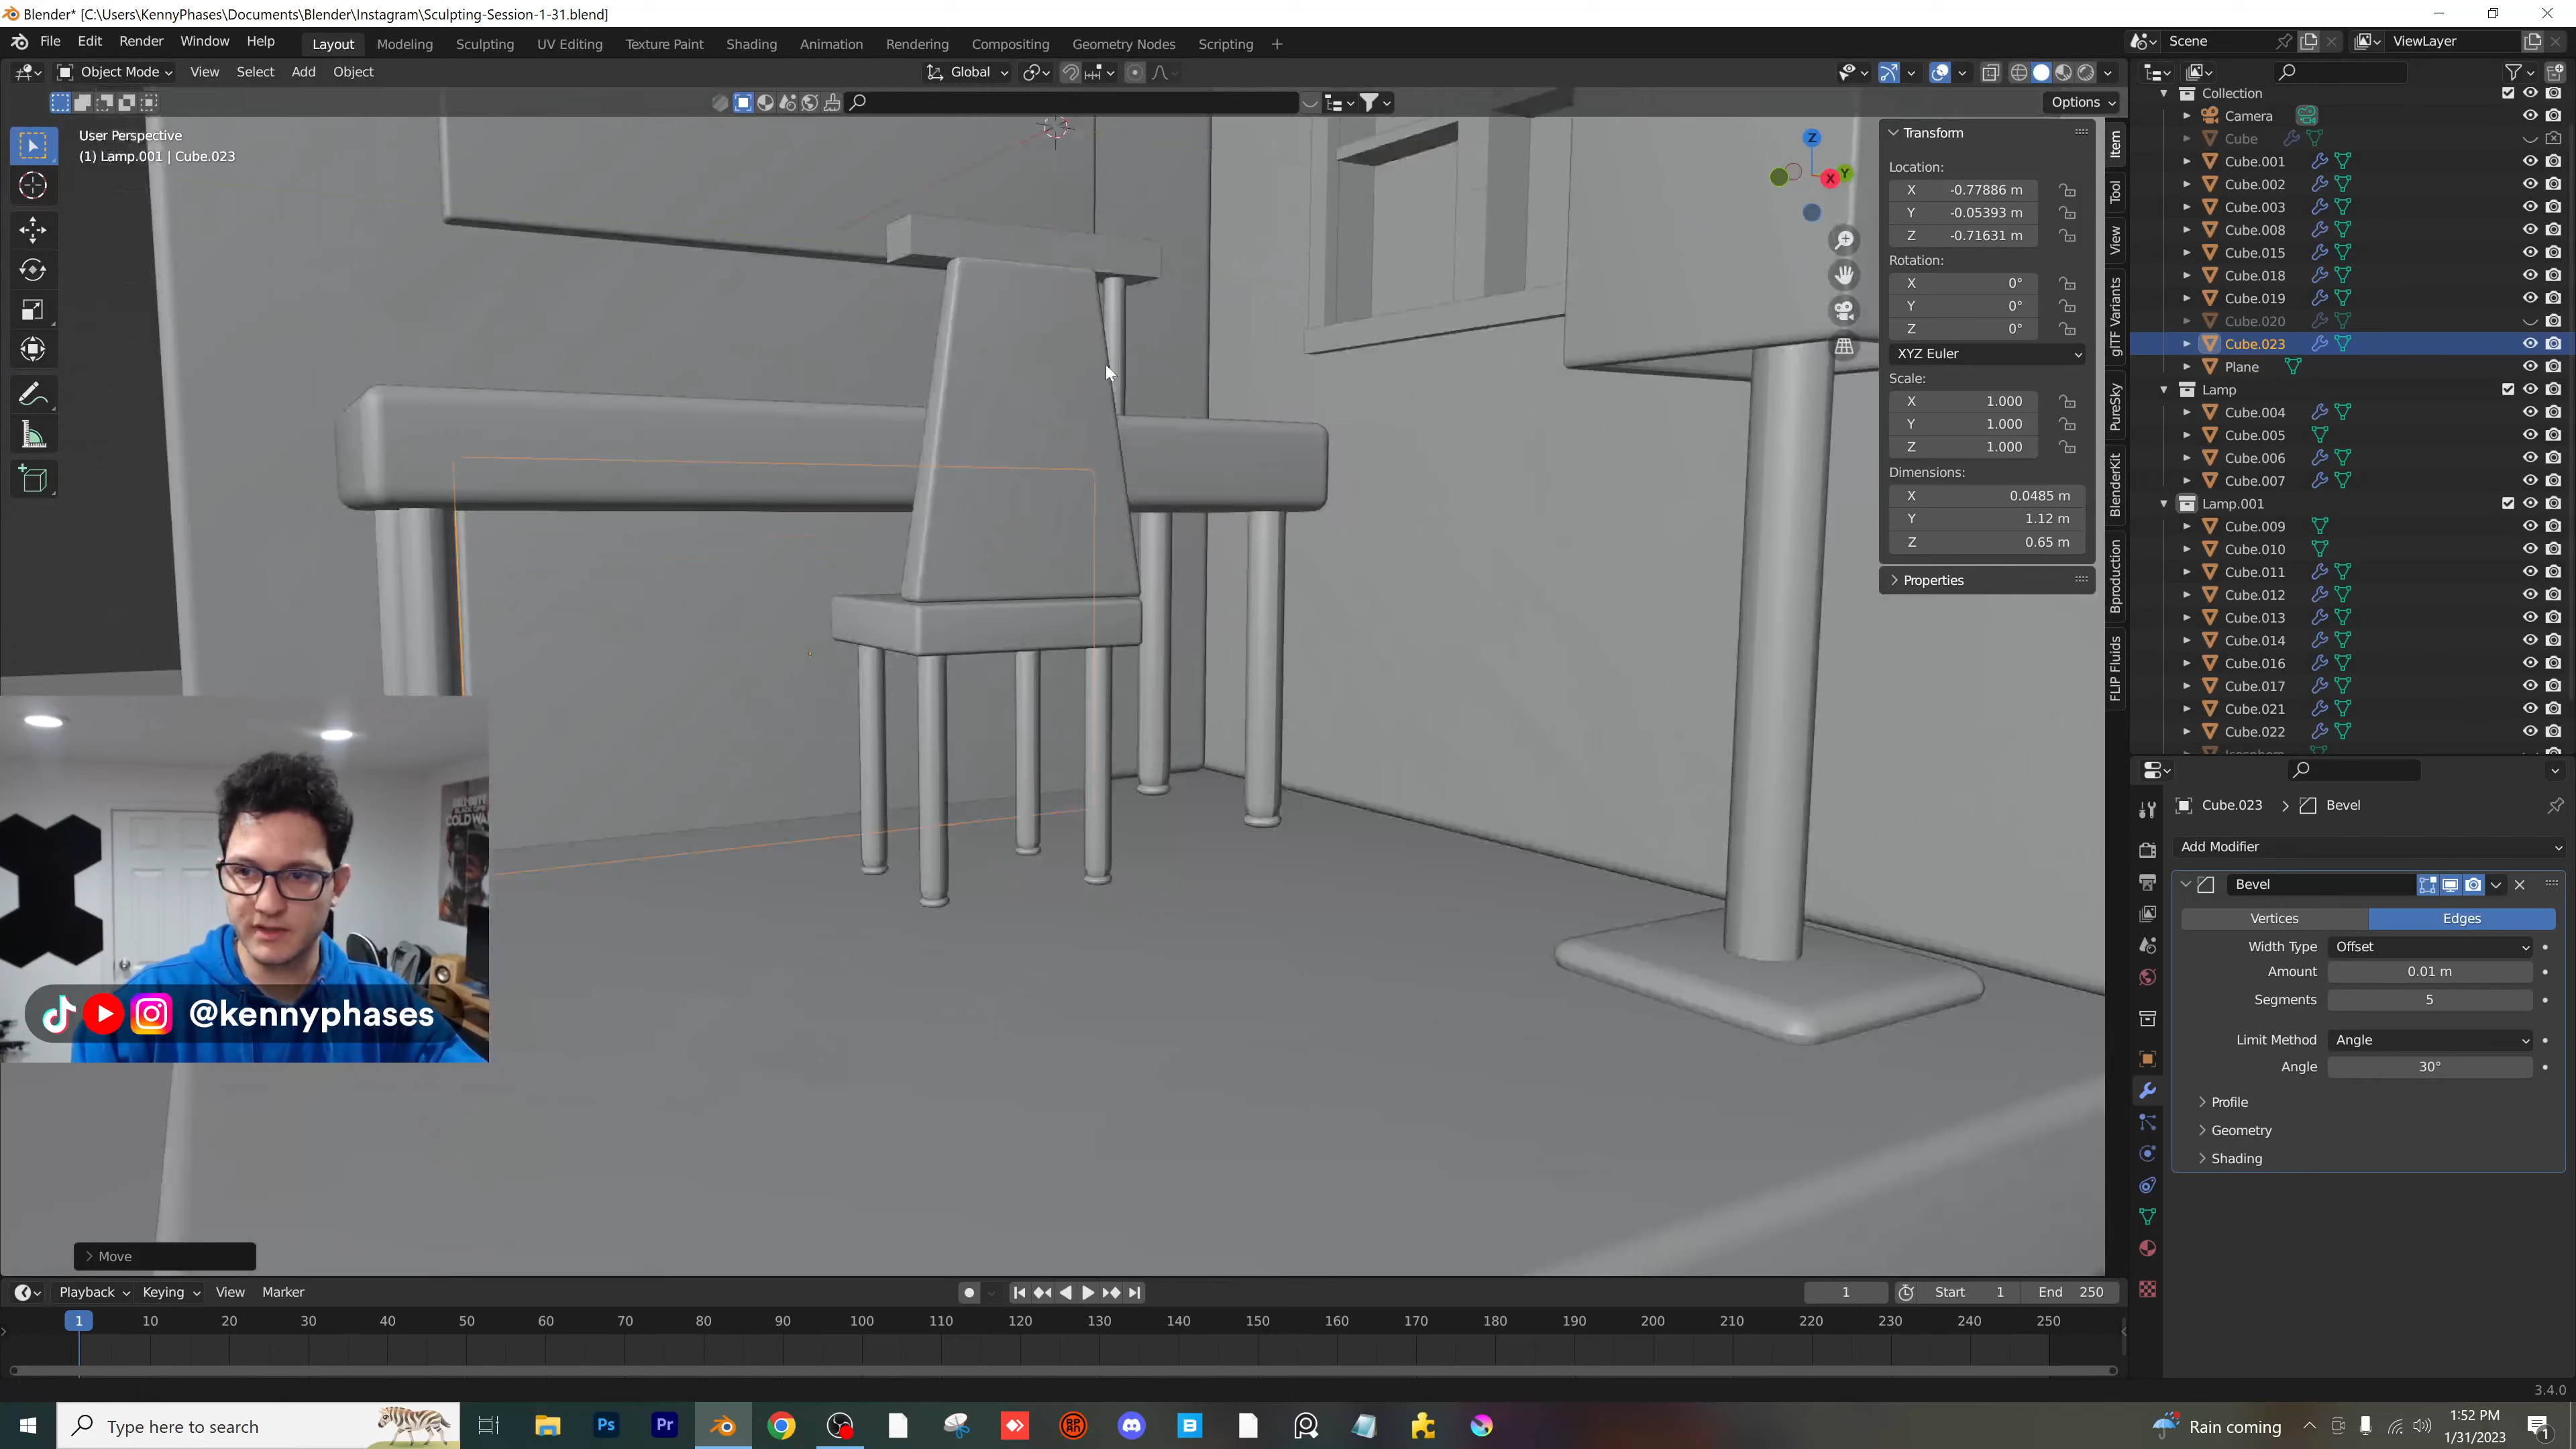 Blender* [C:\Users\KennyPhases\Documents\Blender\Instagram\Sculpting-Session-1-31.blend]
File Edit Render Window Help Layout Modeling Sculpting UV Editing Texture Paint Shading Animation Rendering Compositing Geometry Nodes Scripting + Scene ViewLayer
Object Mode View Select Add Object Global
Options
User Perspective
(1) Lamp.001 | Cube.023
Transform
Location:
X -0.77886 m
Y -0.05393 m
Z -0.71631 m
Rotation:
X 0°
Y 0°
Z 0°
XYZ Euler
Scale:
X 1.000
Y 1.000
Z 1.000
Dimensions:
X 0.0485 m
Y 1.12 m
Z 0.65 m
Properties
Z
X
Y
Item
Tool
View
glTF Variants
PureSky
BlenderKit
Bproduction
FLIP Fluids
Collection
Camera
Cube
Cube.001
Cube.002
Cube.003
Cube.008
Cube.015
Cube.018
Cube.019
Cube.020
Cube.023
Plane
Lamp
Cube.004
Cube.005
Cube.006
Cube.007
Lamp.001
Cube.009
Cube.010
Cube.011
Cube.012
Cube.013
Cube.014
Cube.016
Cube.017
Cube.021
Cube.022
Cube.023 > Bevel
Add Modifier
Bevel
Vertices Edges
Width Type Offset
Amount 0.01 m
Segments 5
Limit Method Angle
Angle 30°
Profile
Geometry
Shading
COLD WAR
@kennyphases
Move
Playback Keying View Marker 1 Start 1 End 250
1 10 20 30 40 50 60 70 80 90 100 110 120 130 140 150 160 170 180 190 200 210 220 230 240 250
3.4.0
Type here to search Ps Pr B Rain coming 1:52 PM
1/31/2023
1